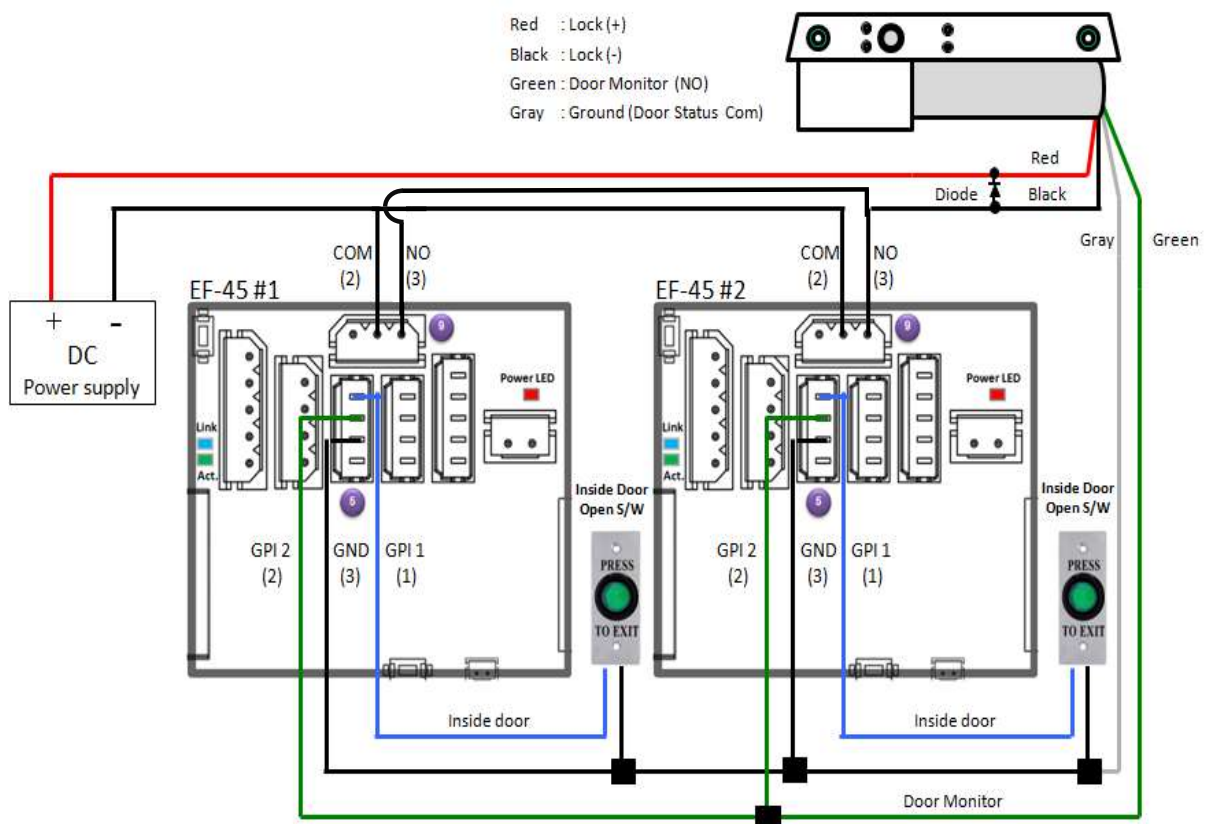 Red : Lock (+)
Black : Lock (-)
Green : Door Monitor (NO)
Gray : Ground (Door Status Com)
Red
Diode
Black
Gray
Green
COM
(2)
NO
(3)
COM
(2)
NO
(3)
EF-45 #1
EF-45 #2
+ -
DC
Power supply
9
9
Power LED
Power LED
Link
Act.
Link
Act.
5
5
Inside Door
Open S/W
Inside Door
Open S/W
GPI 2
(2)
GND
(3)
GPI 1
(1)
GPI 2
(2)
GND
(3)
GPI 1
(1)
PRESS
TO EXIT
PRESS
TO EXIT
Inside door
Inside door
Door Monitor